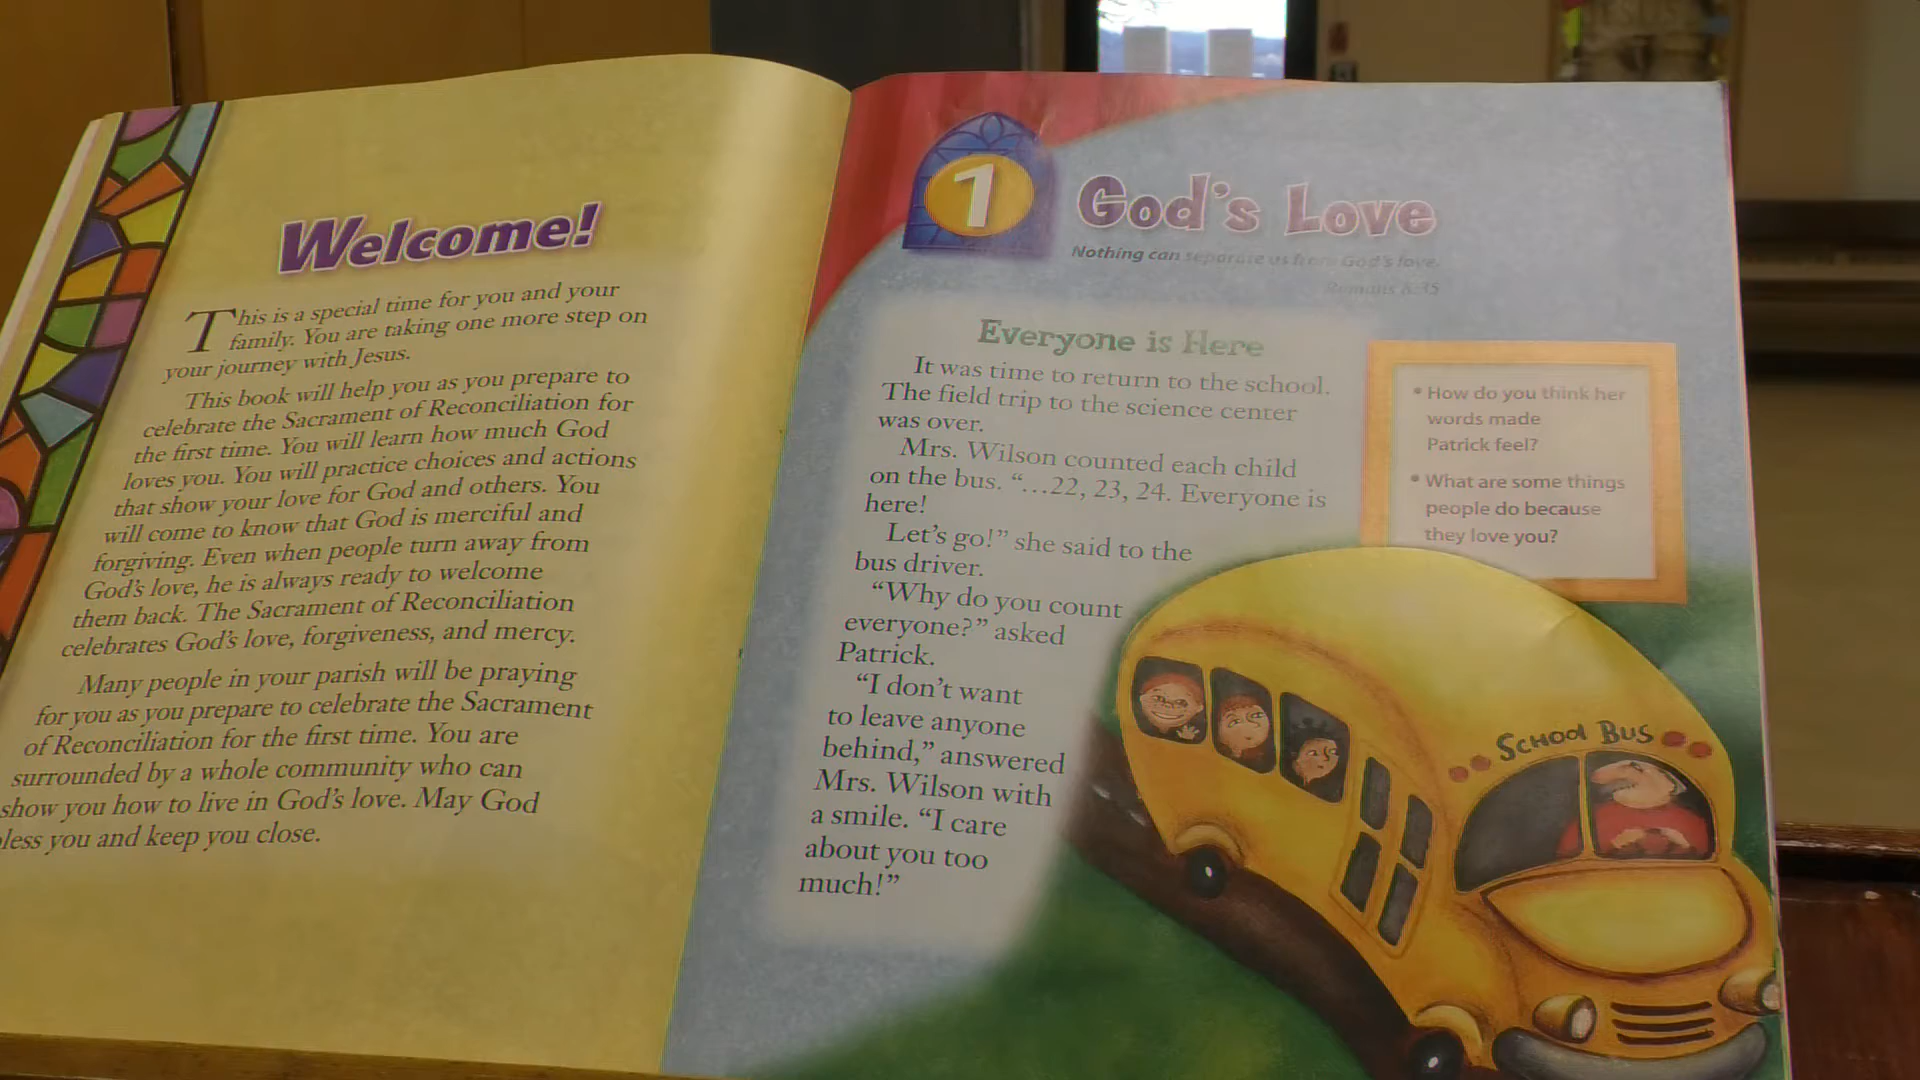 Welcome!
This is a special time for you and your
family. You are taking one more step on
your journey with Jesus.
This book will help you as you prepare to
celebrate the Sacrament of Reconciliation for
the first time. You will learn how much God
loves you. You will practice choices and actions
that show your love for God and others. You
will come to know that God is merciful and
forgiving. Even when people turn away from
God's love, he is always ready to welcome
them back. The Sacrament of Reconciliation
celebrates God's love, forgiveness, and mercy.
Many people in your parish will be praying
for you as you prepare to celebrate the Sacrament
of Reconciliation for the first time. You are
surrounded by a whole community who can
show you how to live in God's love. May God
less you and keep you close.
1
God's Love
Nothing can separate us from God's love.
Romans 8:35
Everyone is Here
It was time to return to the school.
The field trip to the science center
was over.
Mrs. Wilson counted each child
on the bus. “…22, 23, 24. Everyone is
here!
Let's go!” she said to the
bus driver.
“Why do you count
everyone?” asked
Patrick.
“I don't want
to leave anyone
behind,” answered
Mrs. Wilson with
a smile. “I care
about you too
much!”
• How do you think her
words made
Patrick feel?
• What are some things
people do because
they love you?
SCHOOL BUS
JESUS